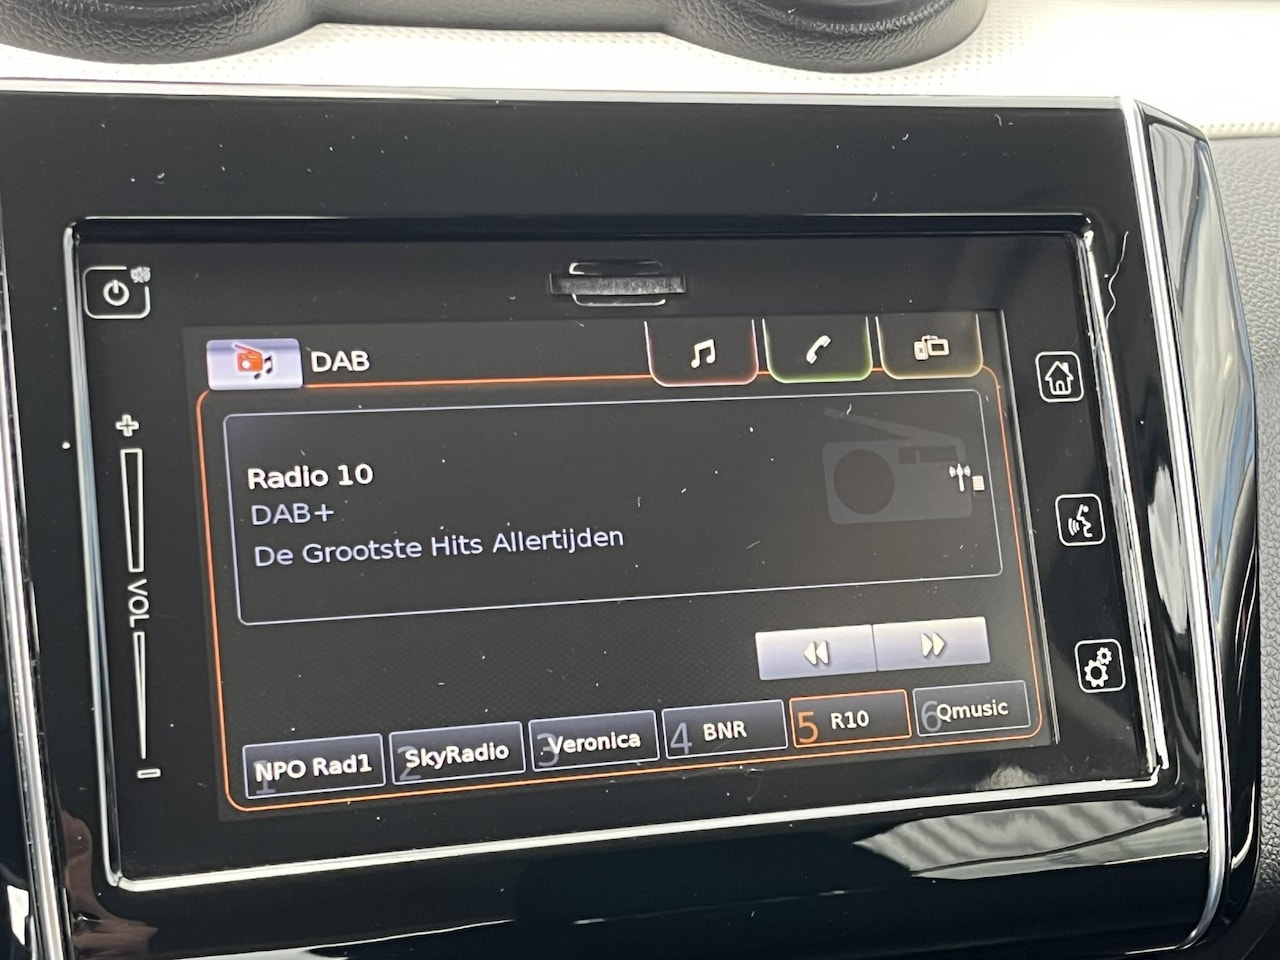 DAB
+
VOL
Radio 10
DAB+
De Grootste Hits Allertijden
1 NPO Rad1
2 SkyRadio
3 Veronica
4 BNR
5 R10
6 Qmusic